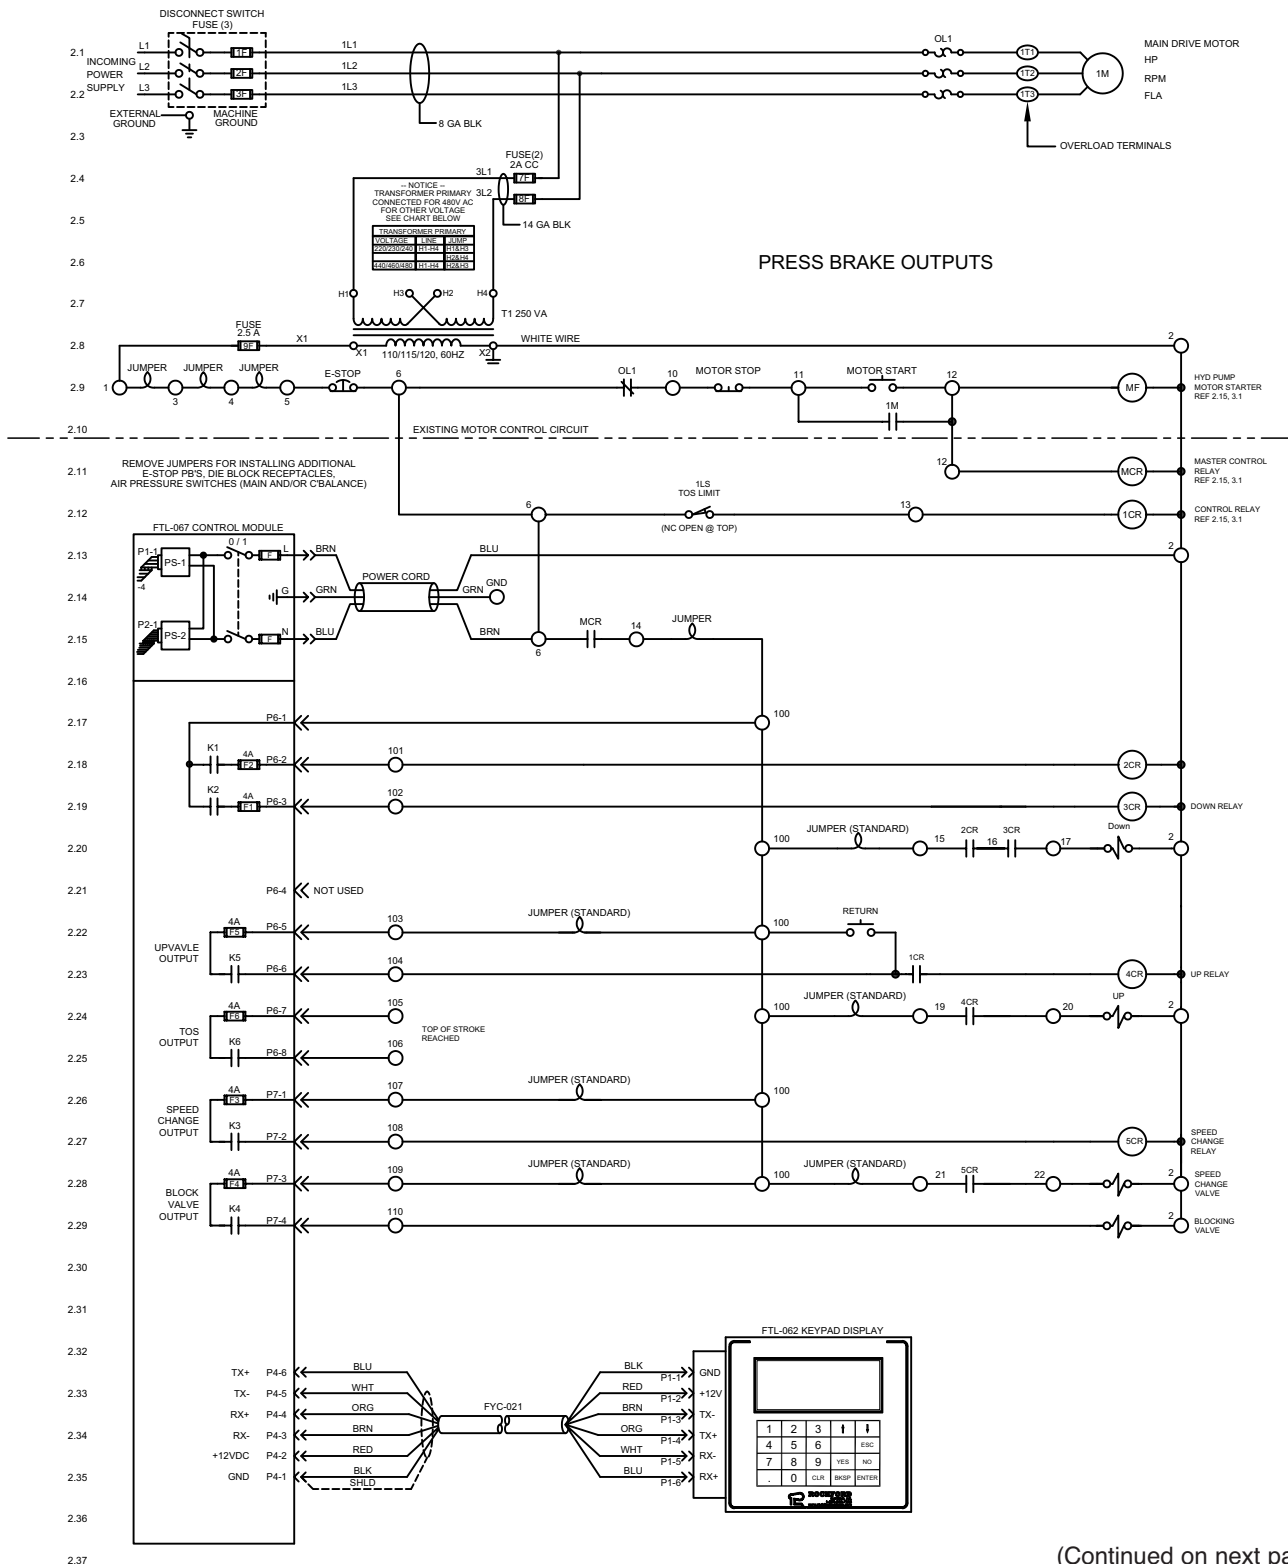 DISCONNECT SWITCH
FUSE (3)
2.1
L1
1F
1L1
OL1
1T1
MAIN DRIVE MOTOR
INCOMING
POWER
SUPPLY
L2
2F
1L2
1T2
1M
HP
RPM
2.2
L3
3F
1L3
1T3
FLA
EXTERNAL
GROUND
MACHINE
GROUND
8 GA BLK
2.3
OVERLOAD TERMINALS
FUSE(2)
2A CC
2.4
3L1
7F
-- NOTICE --
TRANSFORMER PRIMARY
CONNECTED FOR 480V AC
FOR OTHER VOLTAGE
SEE CHART BELOW
3L2
8F
2.5
14 GA BLK
TRANSFORMER PRIMARY
VOLTAGE LINE JUMP
220/230/240 H1-H4 H1&H3
H2&H4
440/460/480 H1-H4 H2&H3
2.6
PRESS BRAKE OUTPUTS
2.7
H1
H3
H2
H4
T1 250 VA
FUSE
2.5 A
2.8
9F
X1
X1
110/115/120, 60HZ
X2
WHITE WIRE
2
2.9
1
JUMPER
3
JUMPER
4
JUMPER
5
E-STOP
6
OL1
10
MOTOR STOP
11
MOTOR START
12
MF
HYD PUMP
MOTOR STARTER
REF 2.15, 3.1
1M
2.10
EXISTING MOTOR CONTROL CIRCUIT
2.11
REMOVE JUMPERS FOR INSTALLING ADDITIONAL
E-STOP PB'S, DIE BLOCK RECEPTACLES,
AIR PRESSURE SWITCHES (MAIN AND/OR C'BALANCE)
12
MCR
MASTER CONTROL
RELAY
REF 2.15, 3.1
2.12
6
1LS
TOS LIMIT
(NC OPEN @ TOP)
13
1CR
CONTROL RELAY
REF 2.15, 3.1
FTL-067 CONTROL MODULE
2.13
P1-1
PS-1
-4
0 / 1
F
L
BRN
BLU
2
2.14
G
GRN
POWER CORD
GRN
GND
2.15
P2-1
PS-2
F
N
BLU
BRN
6
MCR
14
JUMPER
2.16
2.17
P6-1
100
2.18
K1
4A
F2
P6-2
101
2CR
2.19
K2
4A
F1
P6-3
102
3CR
DOWN RELAY
2.20
100
JUMPER (STANDARD)
15
2CR
16
3CR
17
Down
2
2.21
P6-4
NOT USED
2.22
4A
F5
P6-5
103
JUMPER (STANDARD)
100
RETURN
UPVAVLE
OUTPUT
2.23
K5
P6-6
104
1CR
4CR
UP RELAY
2.24
4A
F6
P6-7
105
100
JUMPER (STANDARD)
19
4CR
20
UP
2
TOS
OUTPUT
TOP OF STROKE
REACHED
2.25
K6
P6-8
106
2.26
4A
F3
P7-1
107
JUMPER (STANDARD)
100
SPEED
CHANGE
OUTPUT
2.27
K3
P7-2
108
5CR
SPEED
CHANGE
RELAY
2.28
4A
F4
P7-3
109
JUMPER (STANDARD)
100
JUMPER (STANDARD)
21
5CR
22
2
SPEED
CHANGE
VALVE
BLOCK
VALVE
OUTPUT
2.29
K4
P7-4
110
2
BLOCKING
VALVE
2.30
2.31
2.32
FTL-062 KEYPAD DISPLAY
TX+ P4-6 BLU
BLK P1-1 GND
2.33
TX- P4-5 WHT
RED P1-2 +12V
RX+ P4-4 ORG
FYC-021
BRN P1-3 TX-
2.34
RX- P4-3 BRN
ORG P1-4 TX+
+12VDC P4-2 RED
WHT P1-5 RX-
2.35
GND P4-1 BLK
SHLD
BLU P1-6 RX+
1 2 3
4 5 6 ESC
7 8 9 YES NO
. 0 CLR BKSP ENTER
ROCKFORD
2.36
2.37
(Continued on next pa